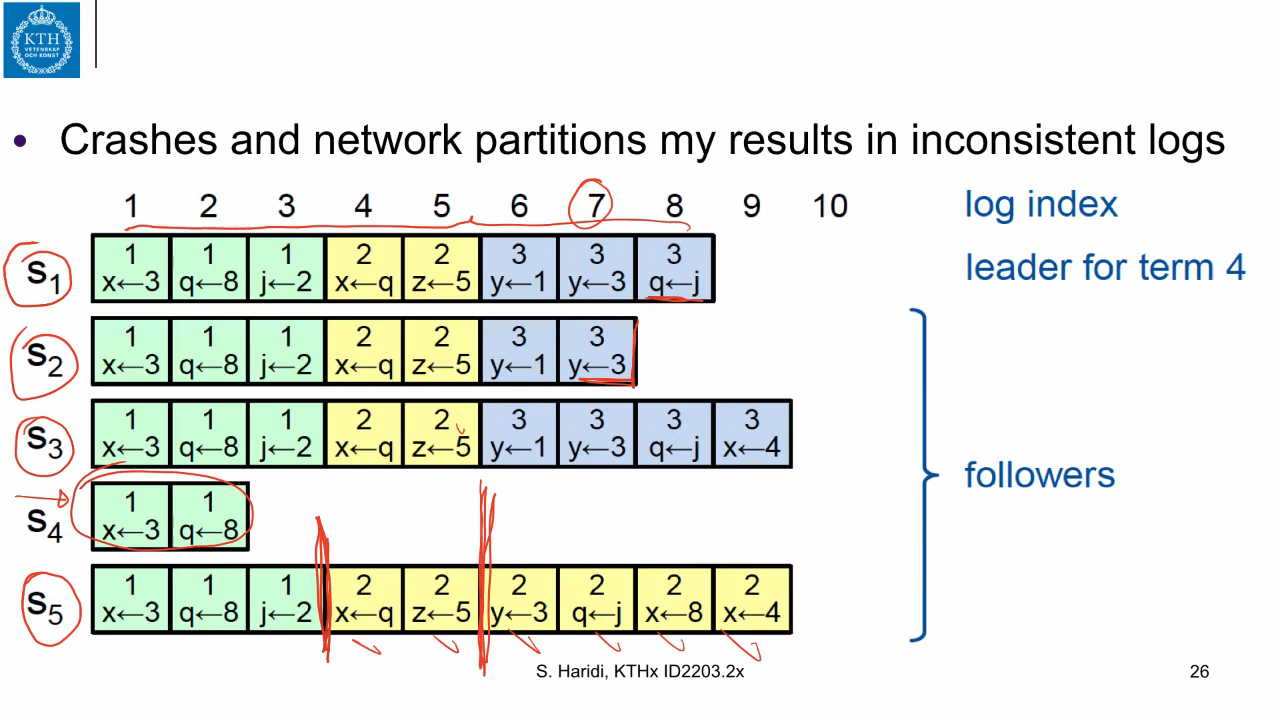 KTH
VETENSKAP
OCH KONST
• Crashes and network partitions my results in inconsistent logs
1 2 3 4 5 6 7 8 9 10 log index
leader for term 4
S1 1 1 1 2 2 3 3 3
x←3 q←8 j←2 x←q z←5 y←1 y←3 q←j
S2 1 1 1 2 2 3 3
x←3 q←8 j←2 x←q z←5 y←1 y←3
S3 1 1 1 2 2 3 3 3 3
x←3 q←8 j←2 x←q z←5 y←1 y←3 q←j x←4
followers
S4 1 1
x←3 q←8
S5 1 1 1 2 2 2 2 2 2
x←3 q←8 j←2 x←q z←5 y←3 q←j x←8 x←4
S. Haridi, KTHx ID2203.2x
26